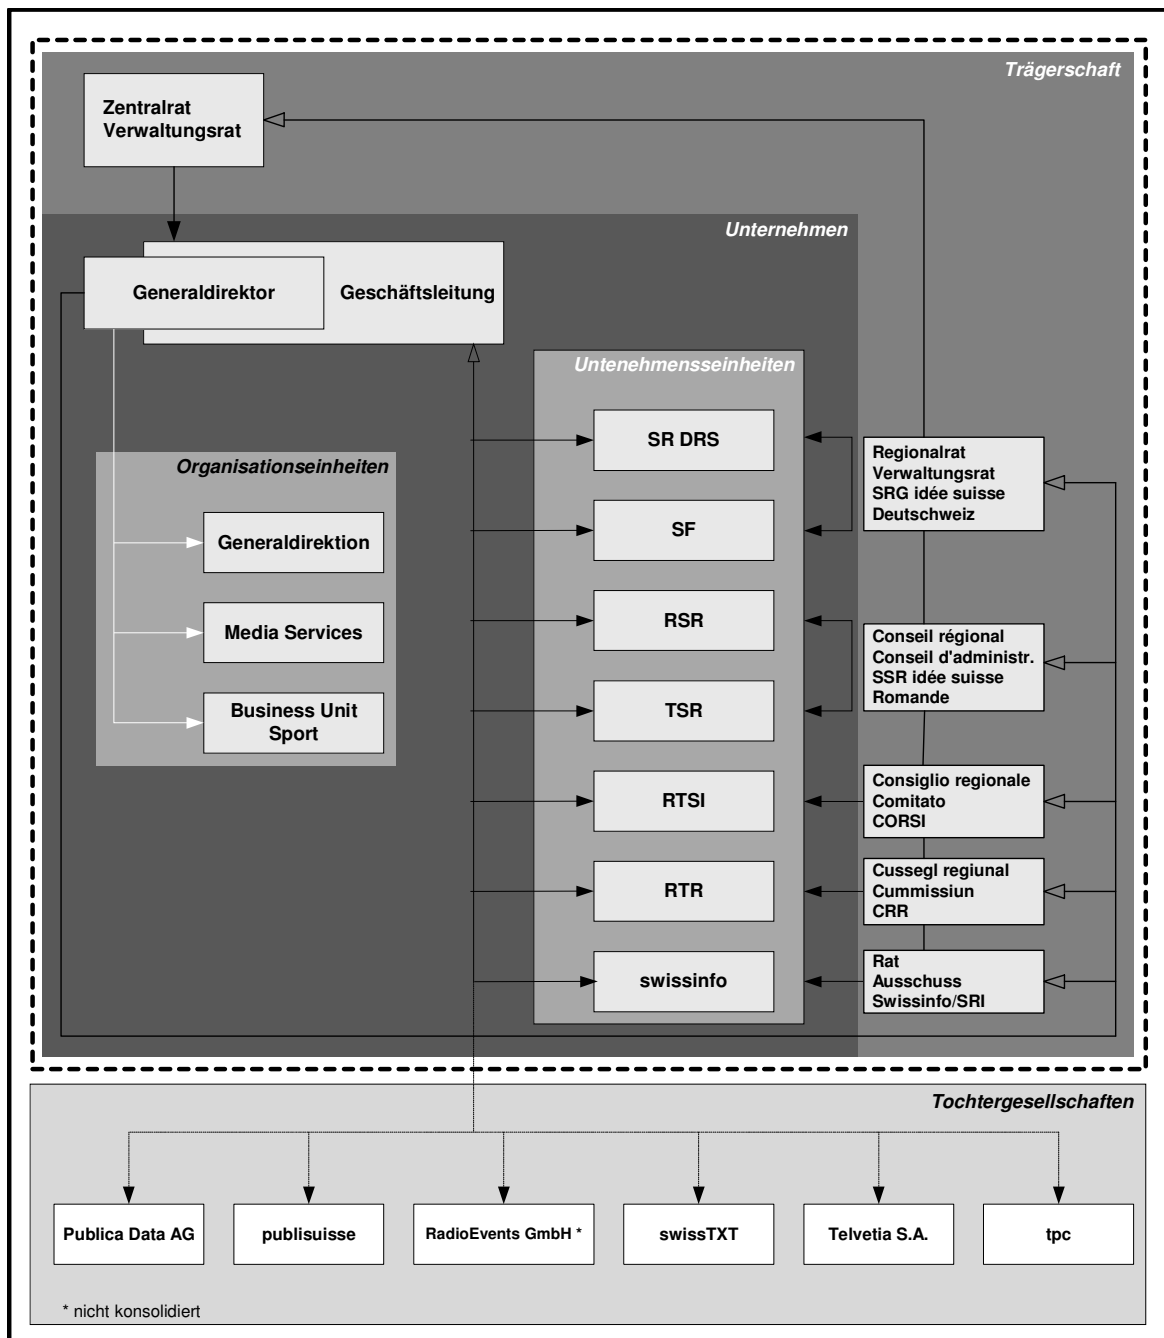 Trägerschaft
Zentralrat
Verwaltungsrat
Unternehmen
Generaldirektor
Geschäftsleitung
Untenehmensseinheiten
SR DRS
SF
RSR
TSR
RTSI
RTR
swissinfo
Organisationseinheiten
Generaldirektion
Media Services
Business Unit
Sport
Regionalrat
Verwaltungsrat
SRG idée suisse
Deutschweiz
Conseil régional
Conseil d'administr.
SSR idée suisse
Romande
Consiglio regionale
Comitato
CORSI
Cussegl regiunal
Cummissiun
CRR
Rat
Ausschuss
Swissinfo/SRI
Tochtergesellschaften
Publica Data AG
publisuisse
RadioEvents GmbH *
swissTXT
Telvetia S.A.
tpc
* nicht konsolidiert